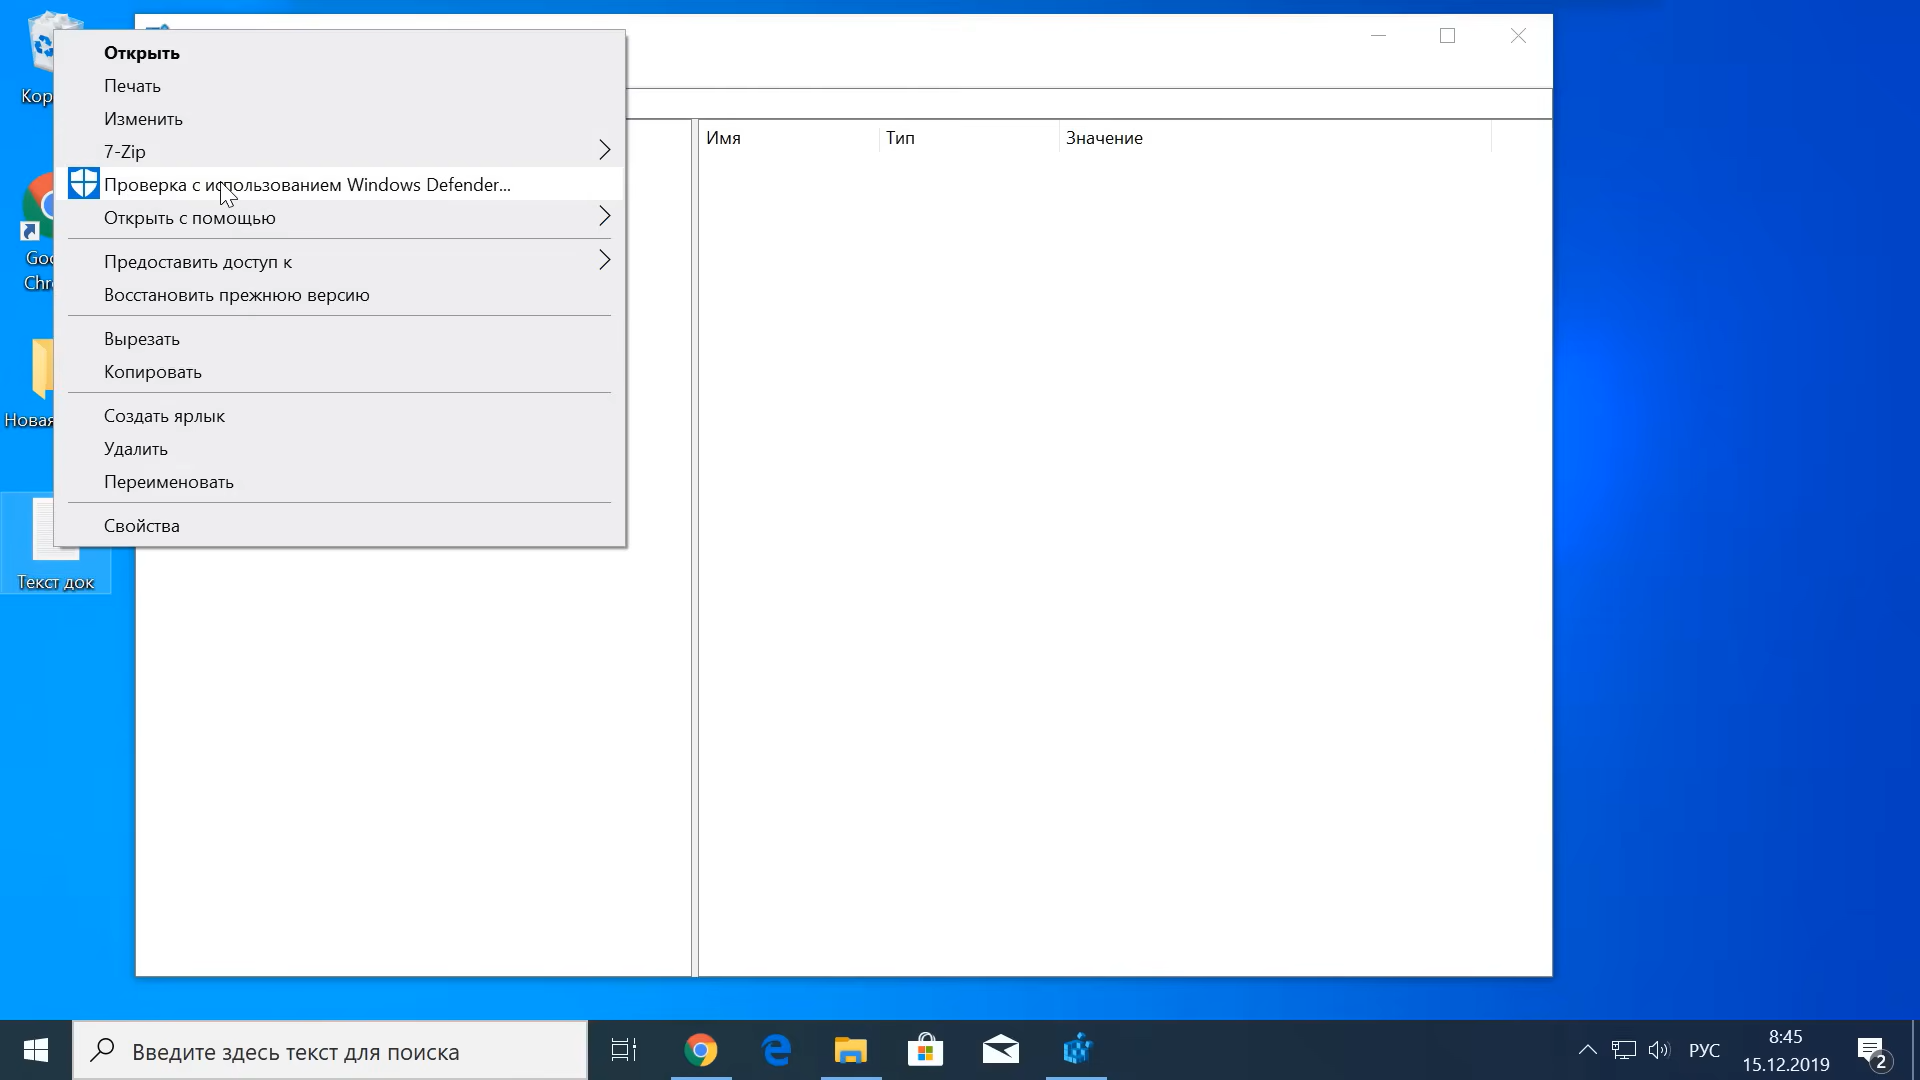 Открыть
Печать
Изменить
7-Zip
Проверка с использованием Windows Defender...
Открыть с помощью
Предоставить доступ к
Восстановить прежнюю версию
Вырезать
Копировать
Создать ярлык
Удалить
Переименовать
Свойства
Кор
Goo
Chr
Новая
Текст док
Имя
Тип
Значение
Введите здесь текст для поиска
РУС
8:45
15.12.2019
2